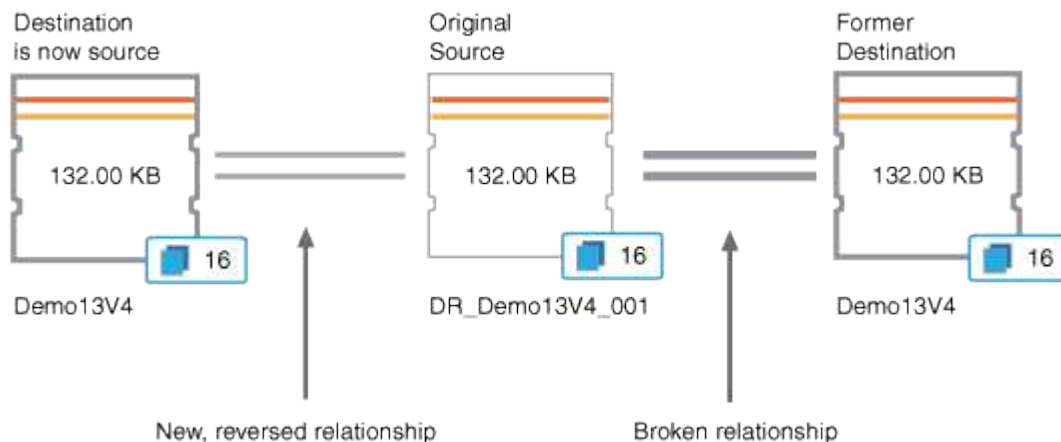 Destination
is now source
Original
Source
Former
Destination
132.00 KB
132.00 KB
132.00 KB
16
16
16
Demo13V4
DR_Demo13V4_001
Demo13V4
New, reversed relationship
Broken relationship